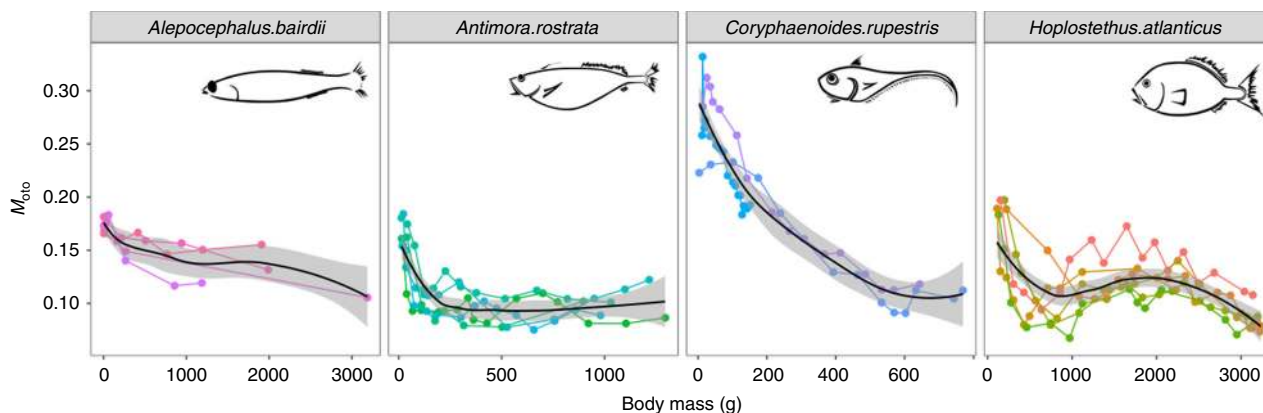 Alepocephalus.bairdii Antimora.rostrata Coryphaenoides.rupestris Hoplostethus.atlanticus
0.30
0.25
0.20
0.15
0.10
M_oto
0 1000 2000 3000 0 500 1000 0 200 400 600 0 1000 2000 3000
Body mass (g)